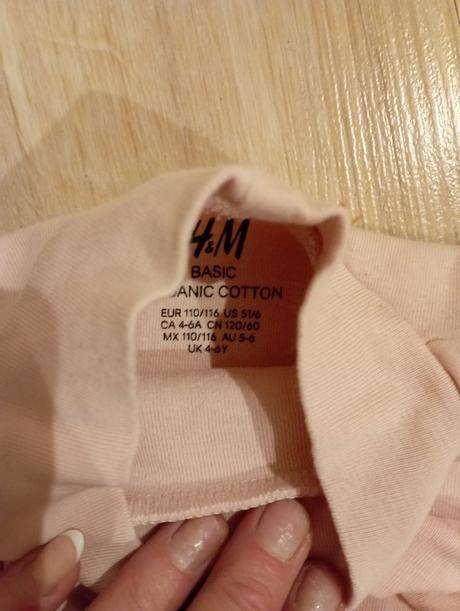 H&M
BASIC
ANIC COTTON
EUR 110/116 US 51/6
CA 4-6A CN 120/60
MX 110/116 AU 5-6
UK 4-6Y